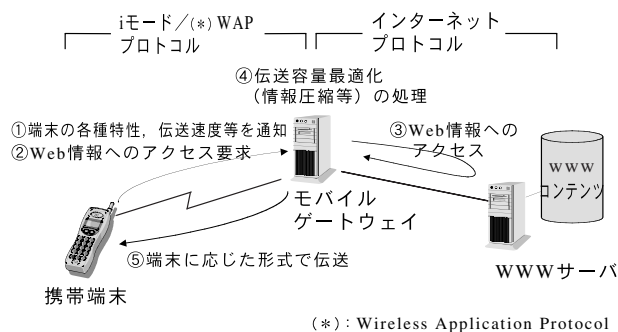 iモード／(*) WAP
プロトコル
インターネット
プロトコル
④伝送容量最適化
（情報圧縮等）の処理
①端末の各種特性，伝送速度等を通知
②Web情報へのアクセス要求
③Web情報への
アクセス
WWW
コンテンツ
モバイル
ゲートウェイ
⑤端末に応じた形式で伝送
WWWサーバ
携帯端末
(*)：Wireless Application Protocol